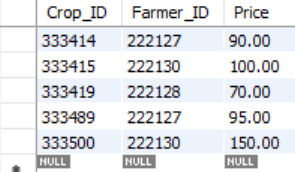 Crop_ID Farmer_ID Price
333414 222127 90.00
333415 222130 100.00
333419 222128 70.00
333489 222127 95.00
333500 222130 150.00
NULL NULL NULL